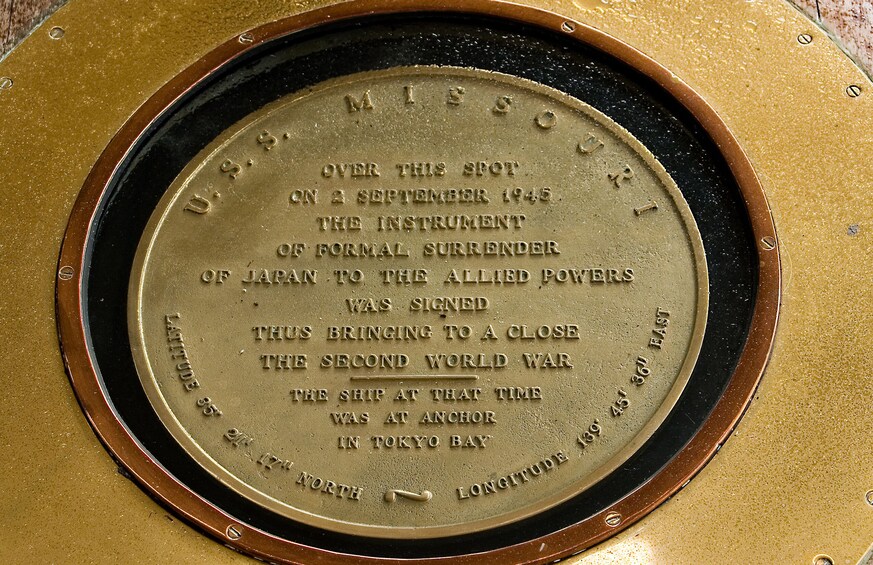 U. S. S. MISSOURI
OVER THIS SPOT
ON 2 SEPTEMBER 1945
THE INSTRUMENT
OF FORMAL SURRENDER
OF JAPAN TO THE ALLIED POWERS
WAS SIGNED
THUS BRINGING TO A CLOSE
THE SECOND WORLD WAR
THE SHIP AT THAT TIME
WAS AT ANCHOR
IN TOKYO BAY
LATITUDE 35° 21' 17" NORTH
LONGITUDE 139° 45' 36" EAST